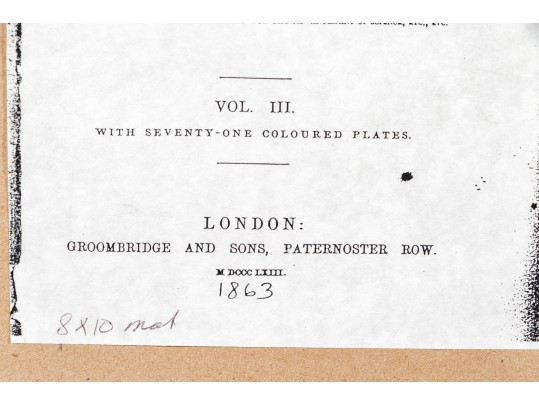 VOL. III.
WITH SEVENTY-ONE COLOURED PLATES.
LONDON:
GROOMBRIDGE AND SONS, PATERNOSTER ROW.
M DCCC LXIII.
1863
8X10 mat